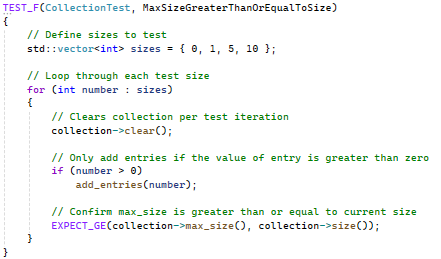 TEST_F(CollectionTest, MaxSizeGreaterThanOrEqualToSize)
{
    // Define sizes to test
    std::vector<int> sizes = { 0, 1, 5, 10 };

    // Loop through each test size
    for (int number : sizes)
    {
        // Clears collection per test iteration
        collection->clear();

        // Only add entries if the value of entry is greater than zero
        if (number > 0)
            add_entries(number);

        // Confirm max_size is greater than or equal to current size
        EXPECT_GE(collection->max_size(), collection->size());
    }
}